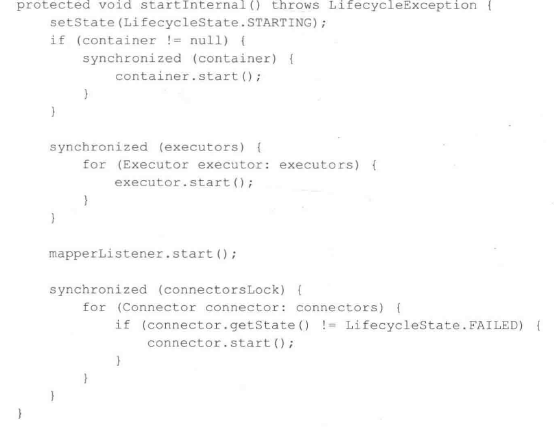 protected void startInternal() throws LifecycleException {
    setState(LifecycleState.STARTING);
    if (container != null) {
        synchronized (container) {
            container.start();
        }
    }

    synchronized (executors) {
        for (Executor executor: executors) {
            executor.start();
        }
    }

    mapperListener.start();

    synchronized (connectorsLock) {
        for (Connector connector: connectors) {
            if (connector.getState() != LifecycleState.FAILED) {
                connector.start();
            }
        }
    }
}